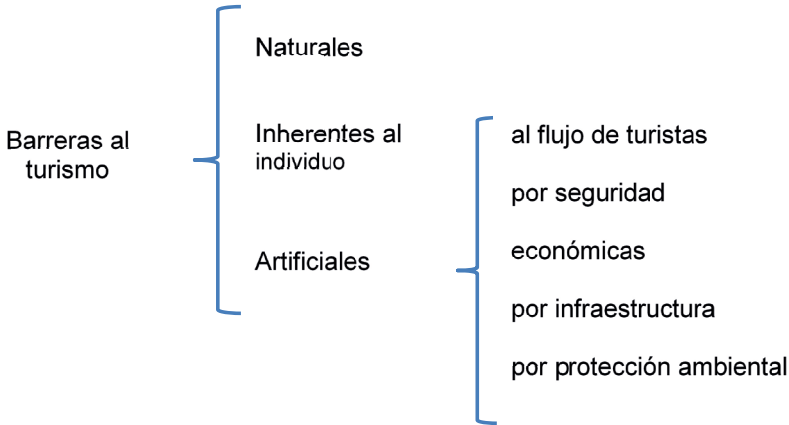 Barreras al
turismo
Naturales
Inherentes al
individuo
Artificiales
al flujo de turistas
por seguridad
económicas
por infraestructura
por protección ambiental